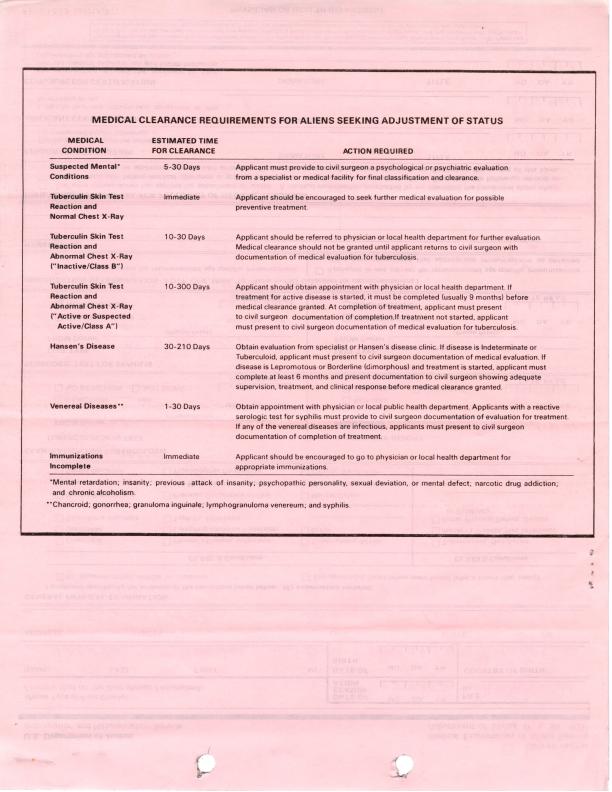 MEDICAL CLEARANCE REQUIREMENTS FOR ALIENS SEEKING ADJUSTMENT OF STATUS
MEDICAL CONDITION
ESTIMATED TIME FOR CLEARANCE
ACTION REQUIRED
Suspected Mental* Conditions
5-30 Days
Applicant must provide to civil surgeon a psychological or psychiatric evaluation
from a specialist or medical facility for final classification and clearance.
Tuberculin Skin Test
Reaction and
Normal Chest X-Ray
Immediate
Applicant should be encouraged to seek further medical evaluation for possible
preventive treatment.
Tuberculin Skin Test
Reaction and
Abnormal Chest X-Ray
("Inactive/Class B")
10-30 Days
Applicant should be referred to physician or local health department for further evaluation.
Medical clearance should not be granted until applicant returns to civil surgeon with
documentation of medical evaluation for tuberculosis.
Tuberculin Skin Test
Reaction and
Abnormal Chest X-Ray
("Active or Suspected
Active/Class A")
10-300 Days
Applicant should obtain appointment with physician or local health department. If
treatment for active disease is started, it must be completed (usually 9 months) before
medical clearance granted. At completion of treatment, applicant must present
to civil surgeon documentation of completion.If treatment not started, applicant
must present to civil surgeon documentation of medical evaluation for tuberculosis.
Hansen's Disease
30-210 Days
Obtain evaluation from specialist or Hansen's disease clinic. If disease is Indeterminate or
Tuberculoid, applicant must present to civil surgeon documentation of medical evaluation. If
disease is Lepromotous or Borderline (dimorphous) and treatment is started, applicant must
complete at least 6 months and present documentation to civil surgeon showing adequate
supervision, treatment, and clinical response before medical clearance granted.
Venereal Diseases**
1-30 Days
Obtain appointment with physician or local public health department. Applicants with a reactive
serologic test for syphilis must provide to civil surgeon documentation of evaluation for treatment.
If any of the venereal diseases are infectious, applicants must present to civil surgeon
documentation of completion of treatment.
Immunizations
Incomplete
Immediate
Applicant should be encouraged to go to physician or local health department for
appropriate immunizations.
*Mental retardation; insanity; previous attack of insanity; psychopathic personality, sexual deviation, or mental defect; narcotic drug addiction;
and chronic alcoholism.
**Chancroid; gonorrhea; granuloma inguinale; lymphogranuloma venereum; and syphilis.